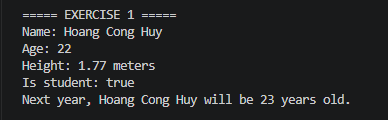 ===== EXERCISE 1 =====
Name: Hoang Cong Huy
Age: 22
Height: 1.77 meters
Is student: true
Next year, Hoang Cong Huy will be 23 years old.